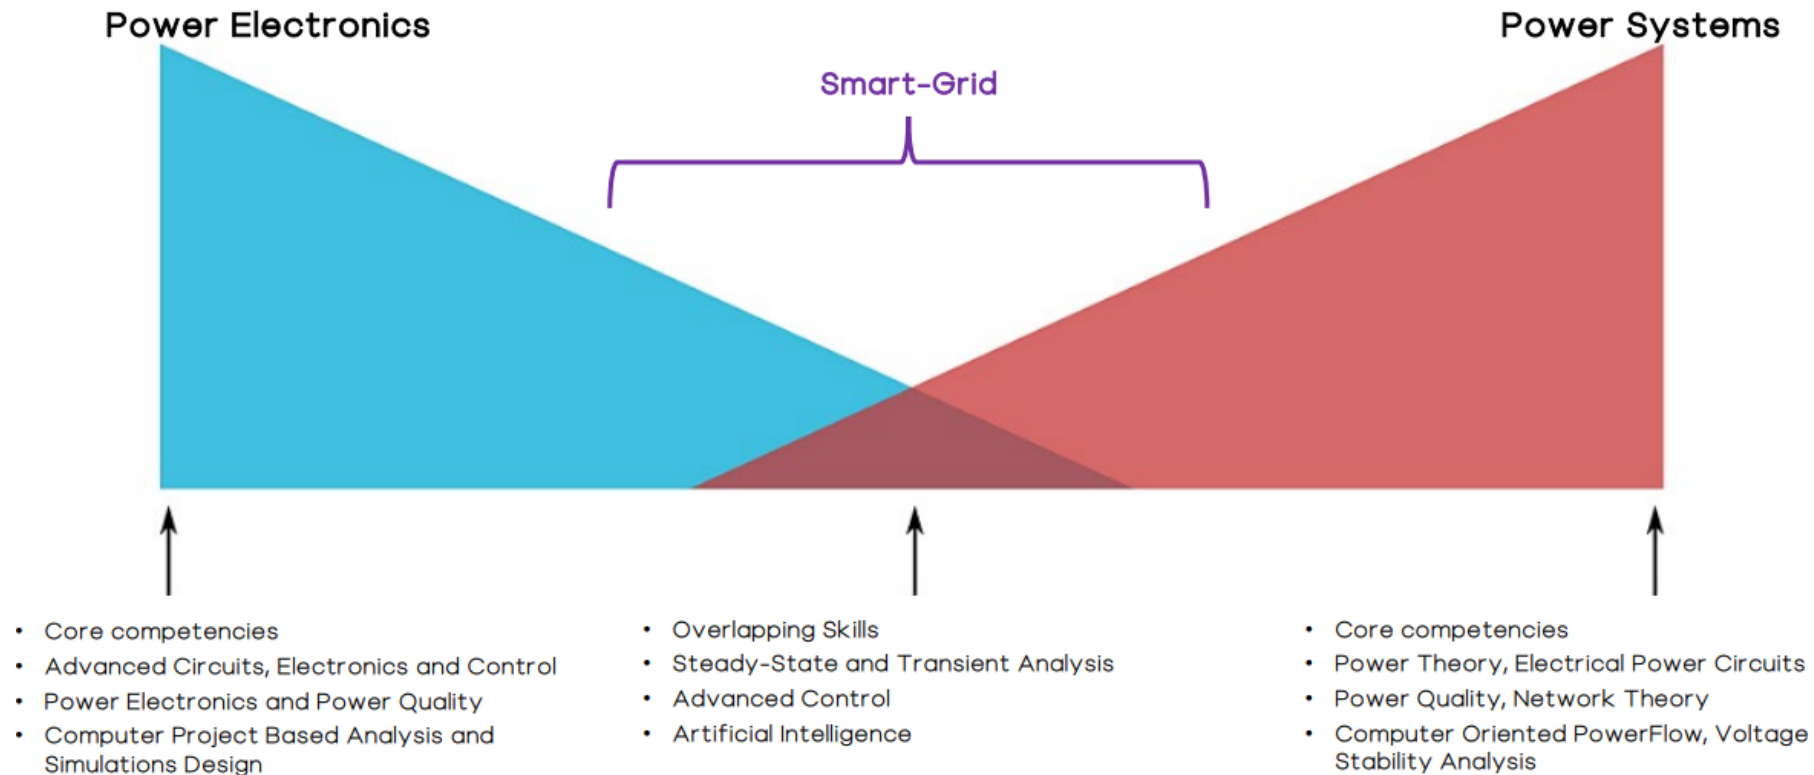 Power Electronics
Power Systems
Smart-Grid
• Core competencies
• Advanced Circuits, Electronics and Control
• Power Electronics and Power Quality
• Computer Project Based Analysis and
Simulations Design
• Overlapping Skills
• Steady-State and Transient Analysis
• Advanced Control
• Artificial Intelligence
• Core competencies
• Power Theory, Electrical Power Circuits
• Power Quality, Network Theory
• Computer Oriented PowerFlow, Voltage
Stability Analysis